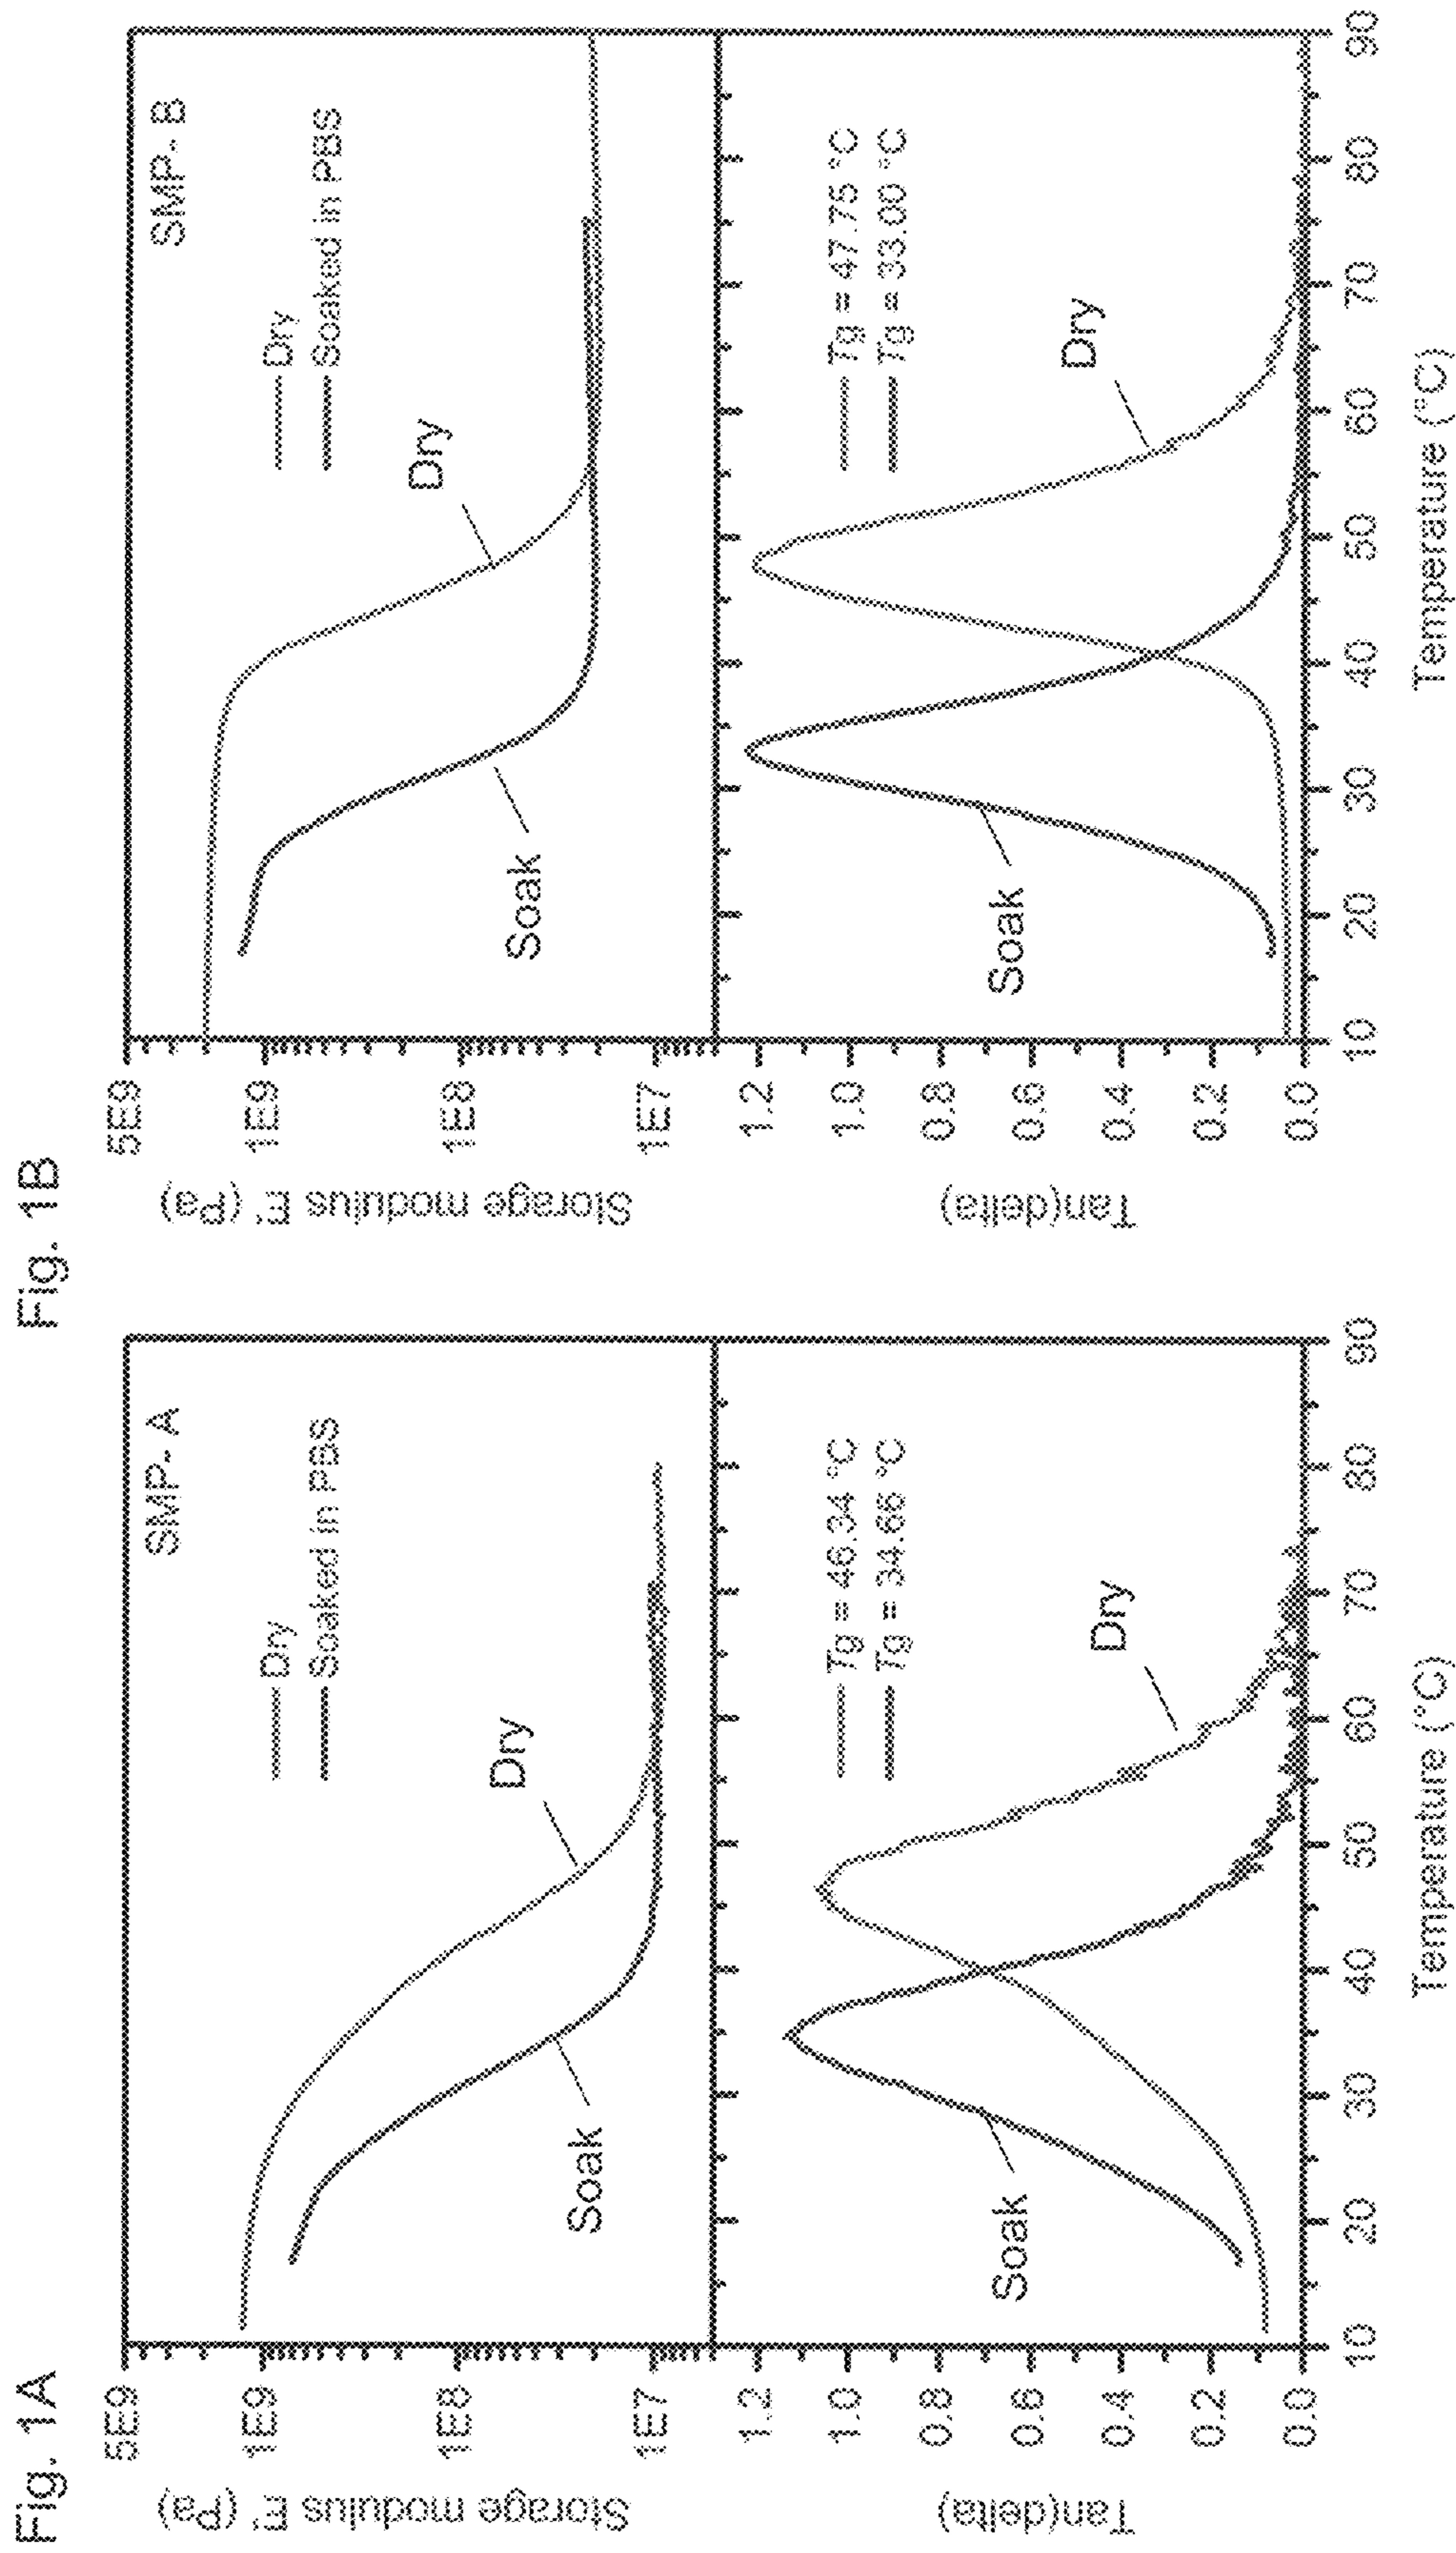 Fig. 1A
SMP- A
Dry
Soaked in PBS
Dry
Soak
5E9
1E9
1E8
1E7
Storage modulus E' (Pa)
Tg = 46.34 °C
Tg = 34.66 °C
Dry
Soak
1.2
1.0
0.8
0.6
0.4
0.2
0.0
Tan(delta)
10 20 30 40 50 60 70 80 90
Temperature (°C)
Fig. 1B
SMP- B
Dry
Soaked in PBS
Dry
Soak
5E9
1E9
1E8
1E7
Storage modulus E' (Pa)
Tg = 47.75 °C
Tg = 33.00 °C
Dry
Soak
1.2
1.0
0.8
0.6
0.4
0.2
0.0
Tan(delta)
10 20 30 40 50 60 70 80 90
Temperature (°C)